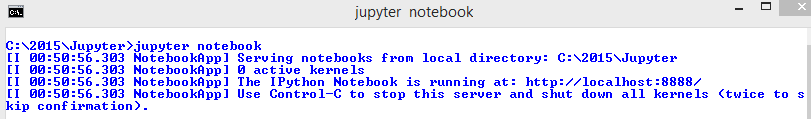 jupyter notebook
C:\2015\Jupyter>jupyter notebook
[I 00:50:56.303 NotebookApp] Serving notebooks from local directory: C:\2015\Jupyter
[I 00:50:56.303 NotebookApp] 0 active kernels
[I 00:50:56.303 NotebookApp] The IPython Notebook is running at: http://localhost:8888/
[I 00:50:56.303 NotebookApp] Use Control-C to stop this server and shut down all kernels (twice to s
kip confirmation).